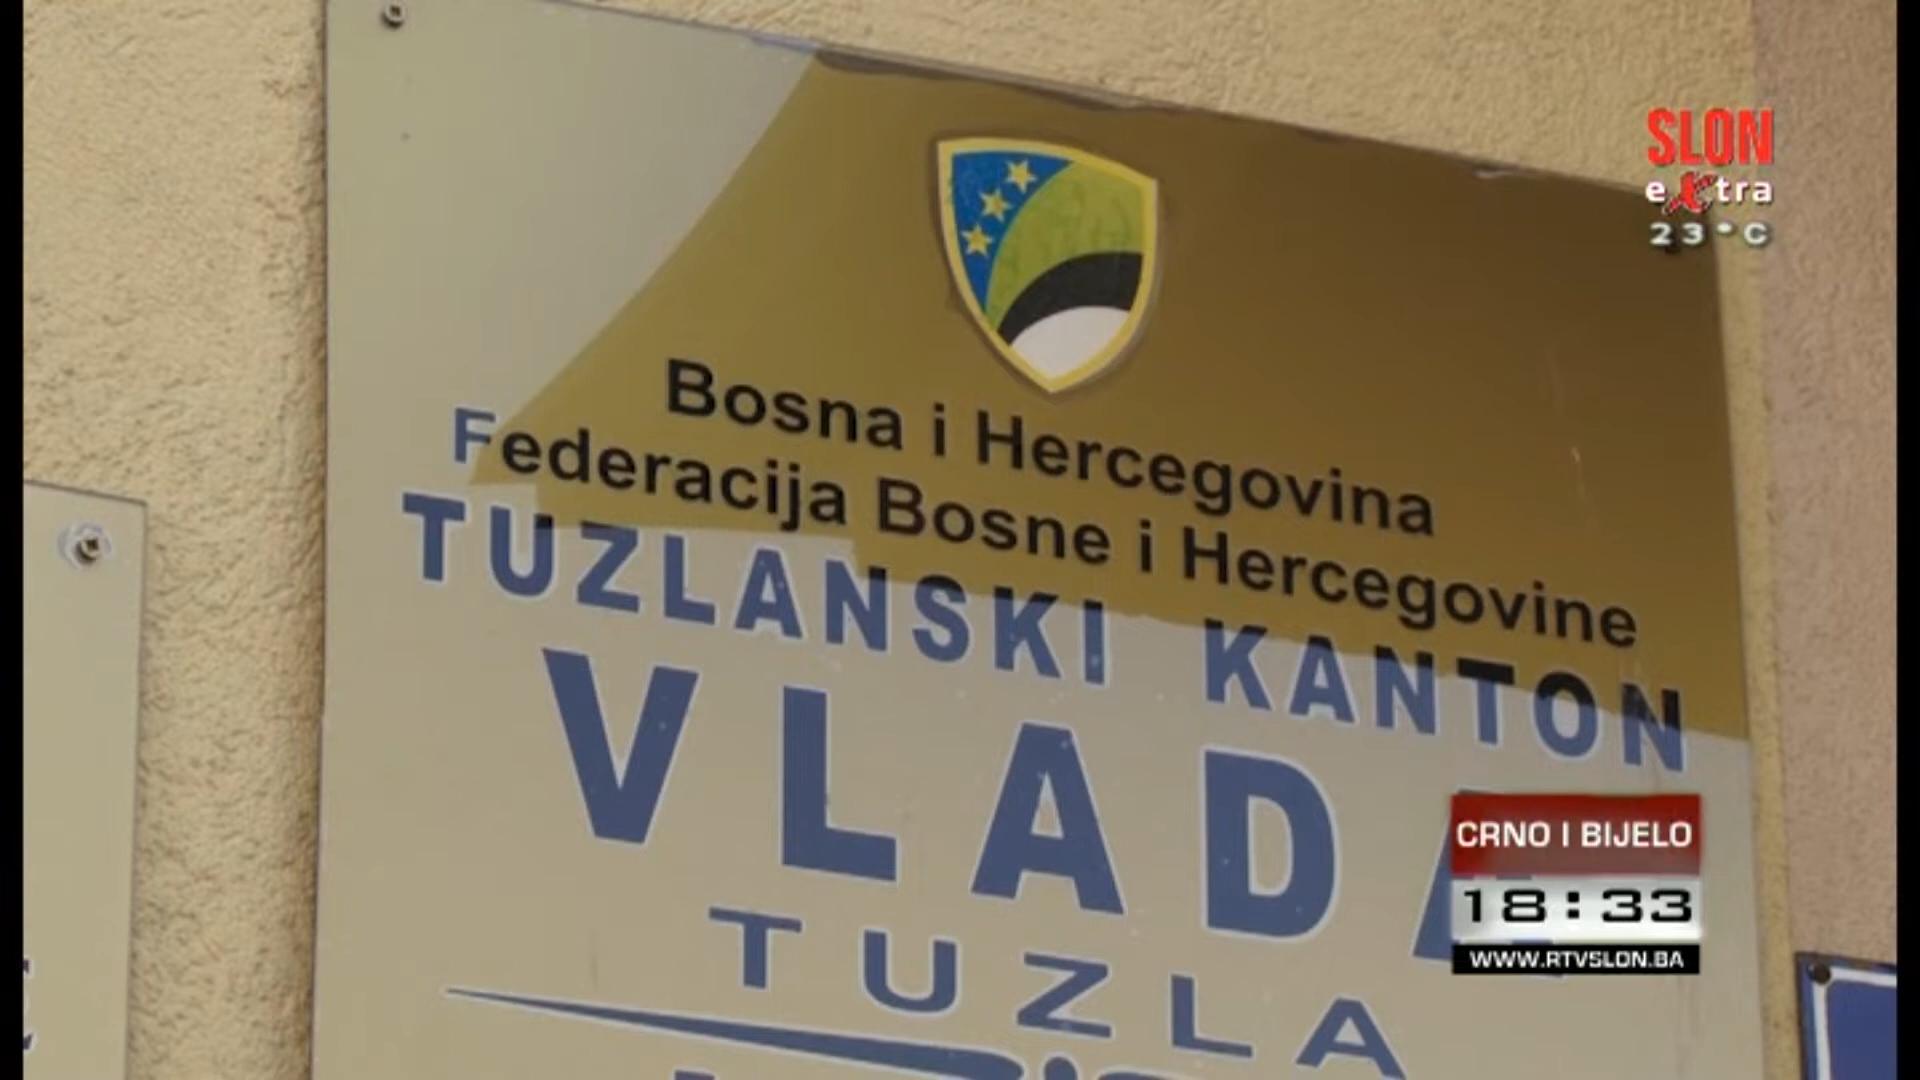 SLON
extra
23°C
Bosna i Hercegovina
Federacija Bosne i Hercegovine
TUZLANSKI KANTON
VLADA
TUZLA
CRNO I BIJELO
18:33
WWW.RTVSLON.BA